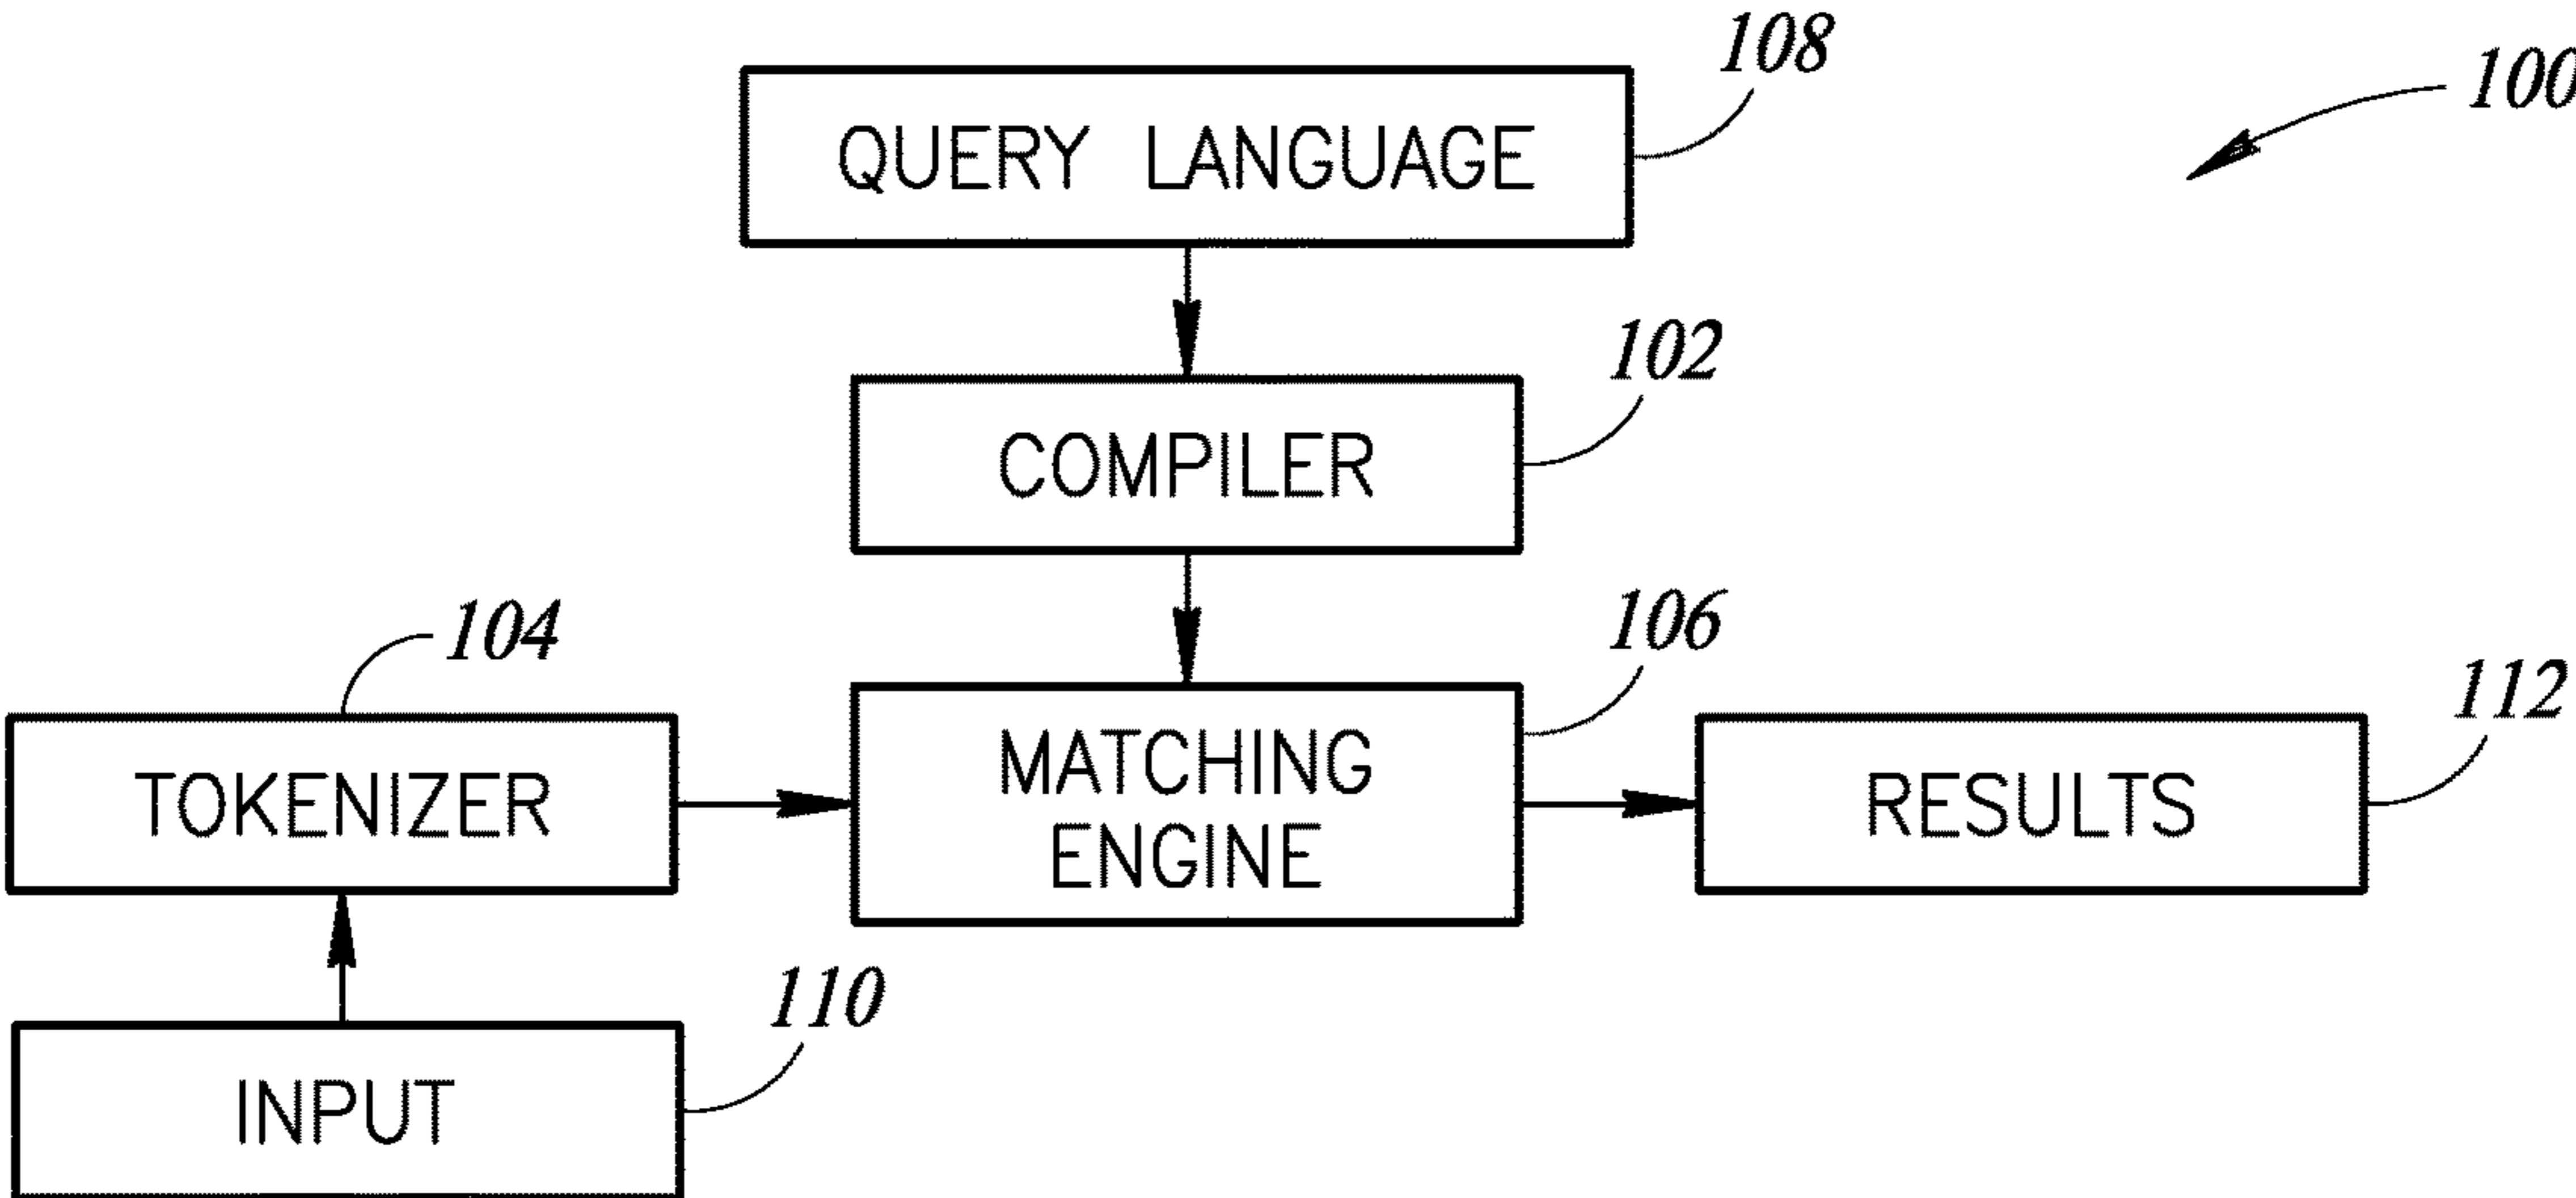 108
100
QUERY LANGUAGE
102
COMPILER
104
106
112
TOKENIZER
MATCHING
ENGINE
RESULTS
110
INPUT